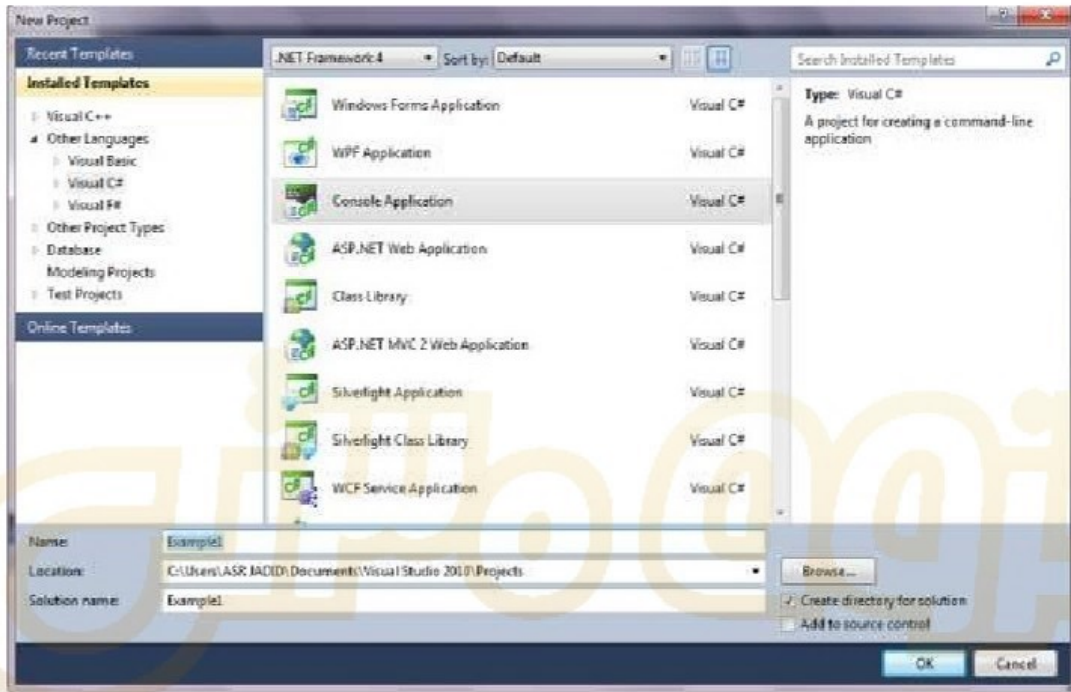 New Project
Recent Templates
Installed Templates
Visual C++
Other Languages
Visual Basic
Visual C#
Visual F#
Other Project Types
Database
Modeling Projects
Test Projects
Online Templates
.NET Framework 4 Sort by: Default
Windows Forms Application Visual C#
WPF Application Visual C#
Console Application Visual C#
ASP.NET Web Application Visual C#
Class Library Visual C#
ASP.NET MVC 2 Web Application Visual C#
Silverlight Application Visual C#
Silverlight Class Library Visual C#
WCF Service Application Visual C#
Search Installed Templates
Type: Visual C#
A project for creating a command-line
application
Name: Example1
Location: C:\Users\ASR JADID\Documents\Visual Studio 2010\Projects
Browse...
Solution name: Example1
Create directory for solution
Add to source control
OK Cancel